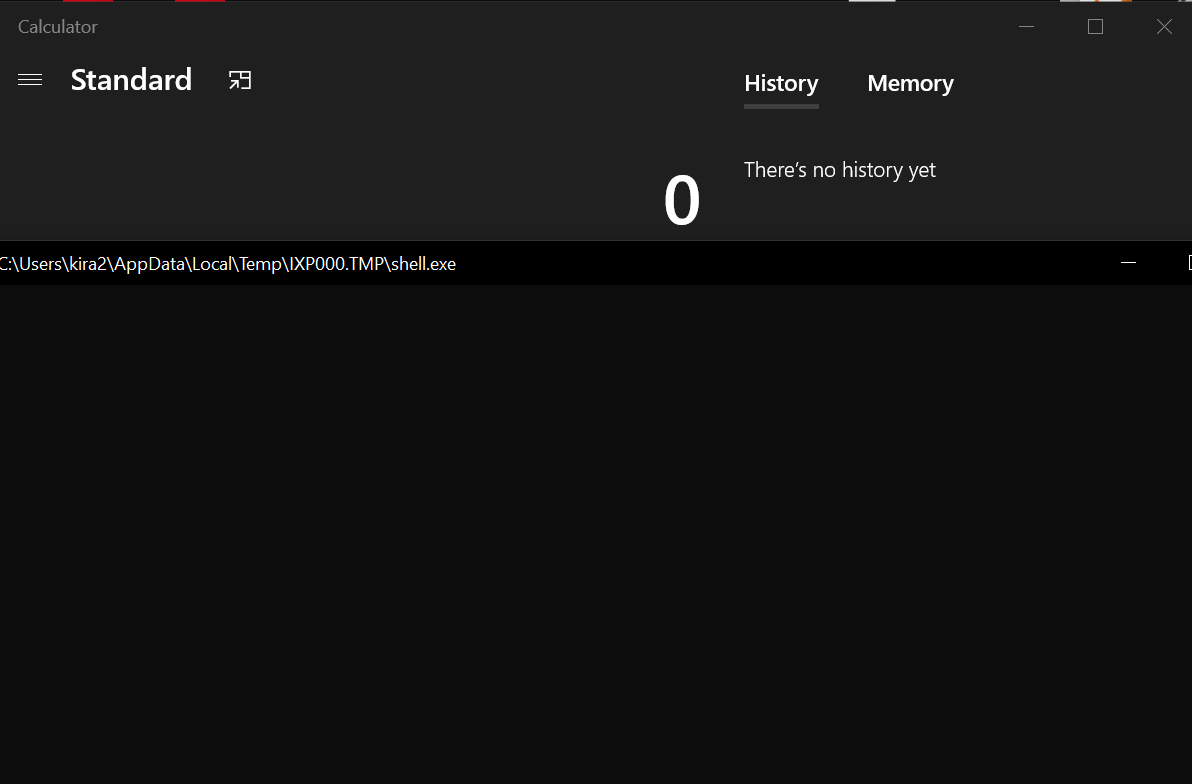 Calculator
Standard
History Memory
There's no history yet
0
C:\Users\kira2\AppData\Local\Temp\IXP000.TMP\shell.exe